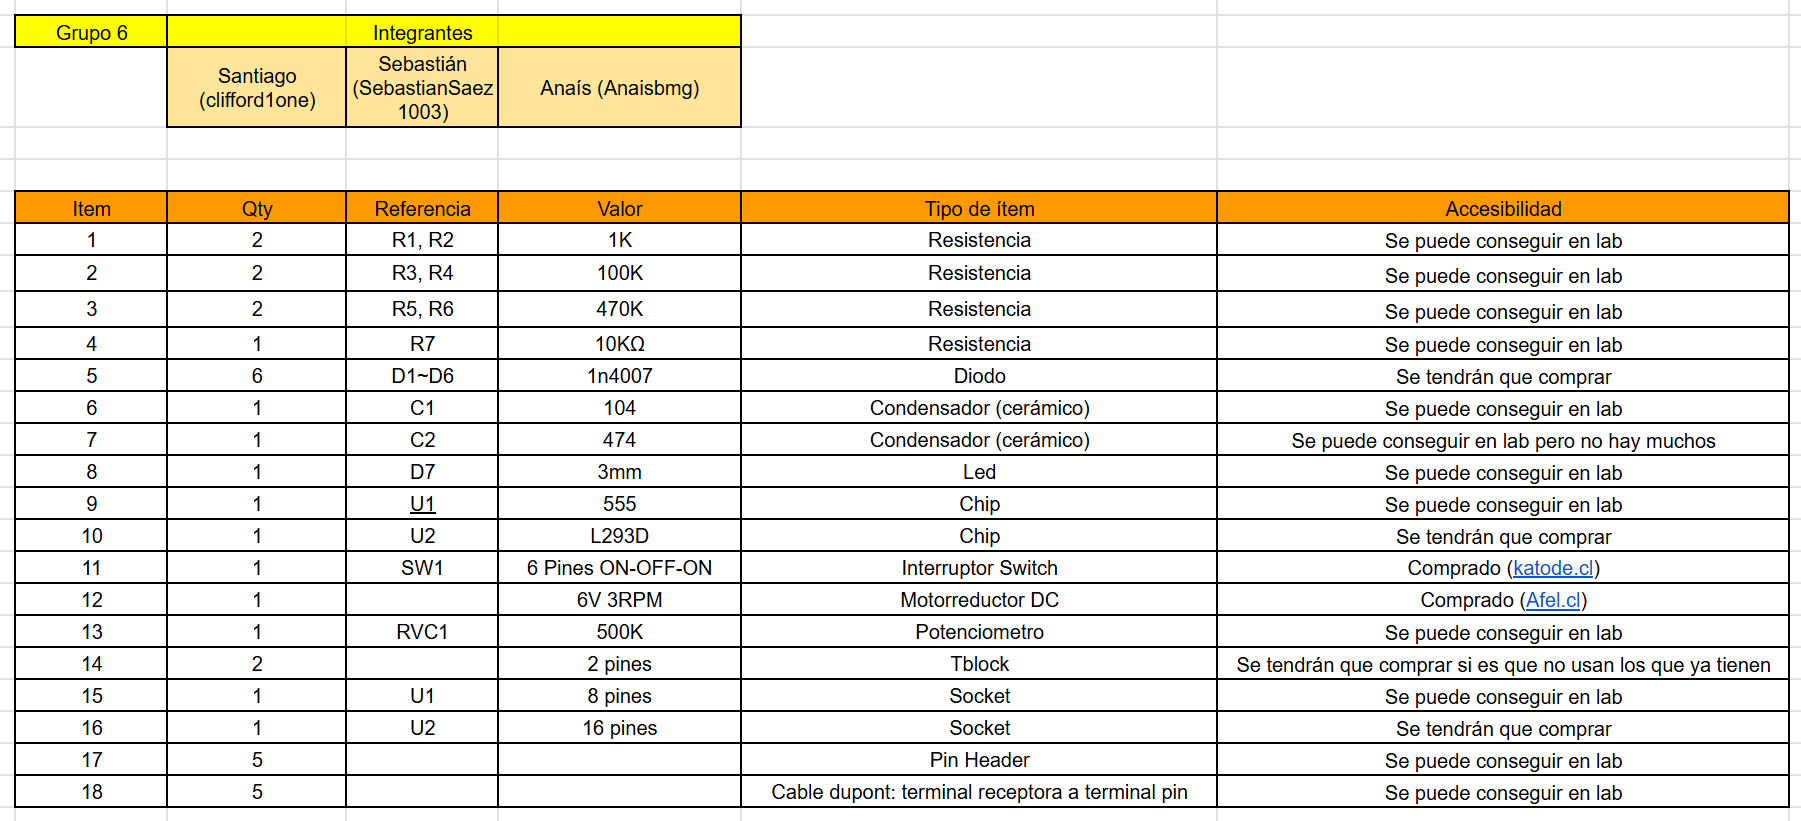 Grupo 6 Integrantes
Santiago (clifford1one) Sebastián (SebastianSaez1003) Anaís (Anaisbmg)
Item Qty Referencia Valor Tipo de ítem Accesibilidad
1 2 R1, R2 1K Resistencia Se puede conseguir en lab
2 2 R3, R4 100K Resistencia Se puede conseguir en lab
3 2 R5, R6 470K Resistencia Se puede conseguir en lab
4 1 R7 10KΩ Resistencia Se puede conseguir en lab
5 6 D1~D6 1n4007 Diodo Se tendrán que comprar
6 1 C1 104 Condensador (cerámico) Se puede conseguir en lab
7 1 C2 474 Condensador (cerámico) Se puede conseguir en lab pero no hay muchos
8 1 D7 3mm Led Se puede conseguir en lab
9 1 U1 555 Chip Se puede conseguir en lab
10 1 U2 L293D Chip Se tendrán que comprar
11 1 SW1 6 Pines ON-OFF-ON Interruptor Switch Comprado (katode.cl)
12 1 6V 3RPM Motorreductor DC Comprado (Afel.cl)
13 1 RVC1 500K Potenciometro Se puede conseguir en lab
14 2 2 pines Tblock Se tendrán que comprar si es que no usan los que ya tienen
15 1 U1 8 pines Socket Se puede conseguir en lab
16 1 U2 16 pines Socket Se tendrán que comprar
17 5 Pin Header Se puede conseguir en lab
18 5 Cable dupont: terminal receptora a terminal pin Se puede conseguir en lab